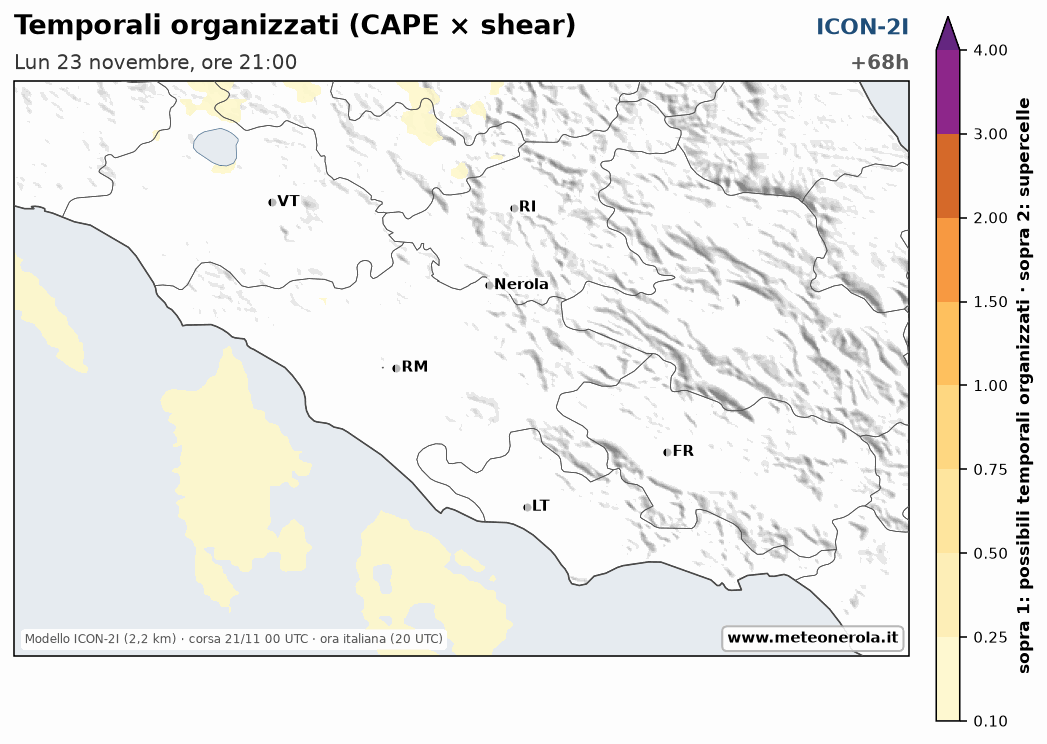 Temporali organizzati (CAPE × shear)
ICON-2I
Lun 23 novembre, ore 21:00
+68h
VT
RI
Nerola
RM
FR
LT
Modello ICON-2I (2,2 km) · corsa 21/11 00 UTC · ora italiana (20 UTC)
www.meteonerola.it
4.00
3.00
2.00
1.50
1.00
0.75
0.50
0.25
0.10
sopra 1: possibili temporali organizzati · sopra 2: supercelle